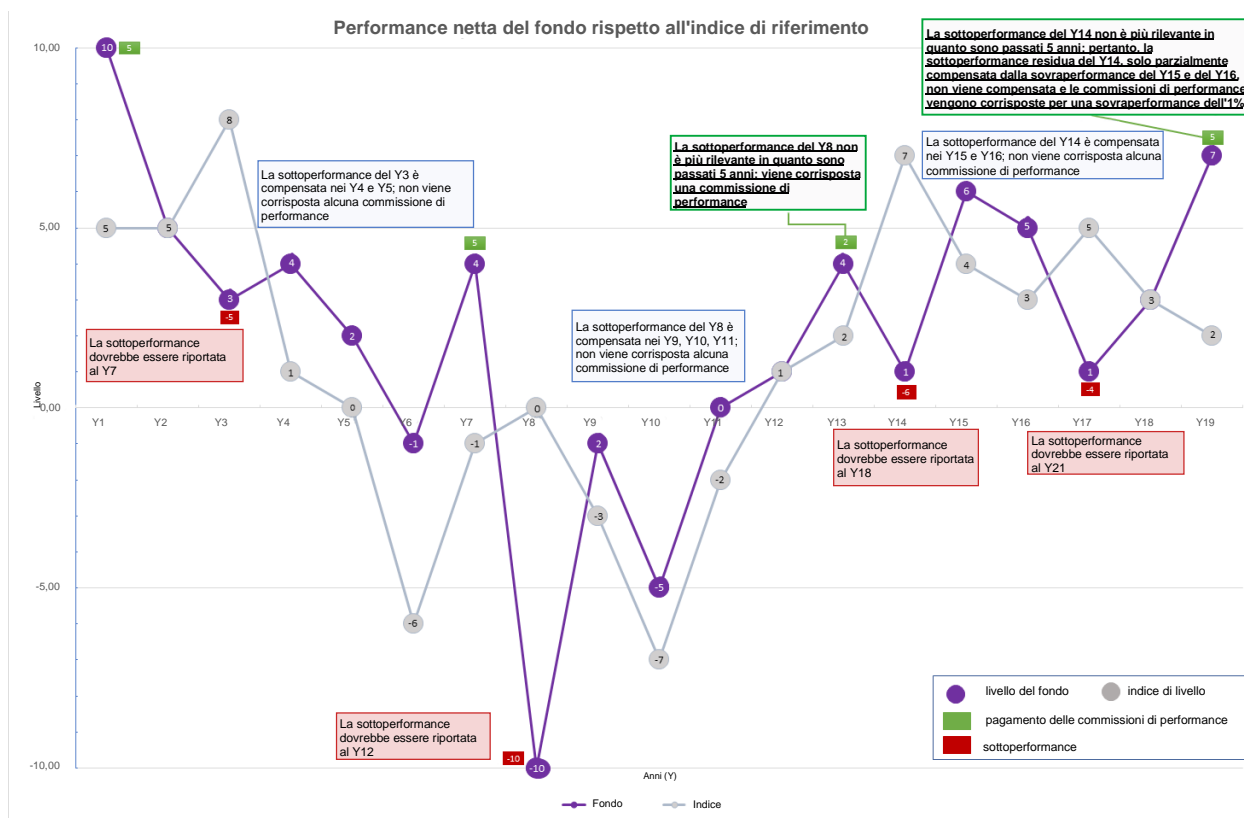 Performance netta del fondo rispetto all'indice di riferimento
La sottoperformance del Y14 non è più rilevante in
quanto sono passati 5 anni; pertanto, la
sottoperformance residua del Y14, solo parzialmente
compensata dalla sovraperformance del Y15 e del Y16,
non viene compensata e le commissioni di performance
vengono corrisposte per una sovraperformance dell'1%
10,00
10
5
8
La sottoperformance del Y3 è
compensata nei Y4 e Y5; non viene
corrisposta alcuna commissione di
performance
La sottoperformance del Y8 non
è più rilevante in quanto sono
passati 5 anni; viene corrisposta
una commissione di
performance
La sottoperformance del Y14 è compensata
nei Y15 e Y16; non viene corrisposta alcuna
commissione di performance
5
7
7
6
5,00
5
5
5
2
5
5
4
4
4
4
3
-5
3
3
La sottoperformance
dovrebbe essere riportata
al Y7
2
La sottoperformance del Y8 è
compensata nei Y9, Y10, Y11;
non viene corrisposta alcuna
commissione di performance
2
2
1
1
1
1
-6
-4
Livello
0,00
0
0
0
Y1 Y2 Y3 Y4 Y5 Y6 Y7 Y8 Y9 Y10 Y11 Y12 Y13 Y14 Y15 Y16 Y17 Y18 Y19
-1
-1
2
La sottoperformance
dovrebbe essere riportata
al Y18
La sottoperformance
dovrebbe essere riportata
al Y21
-2
-3
-5,00
-5
-6
-7
La sottoperformance
dovrebbe essere riportata
al Y12
-10
-10
-10,00
livello del fondo
indice di livello
pagamento delle commissioni di performance
sottoperformance
Anni (Y)
Fondo
Indice